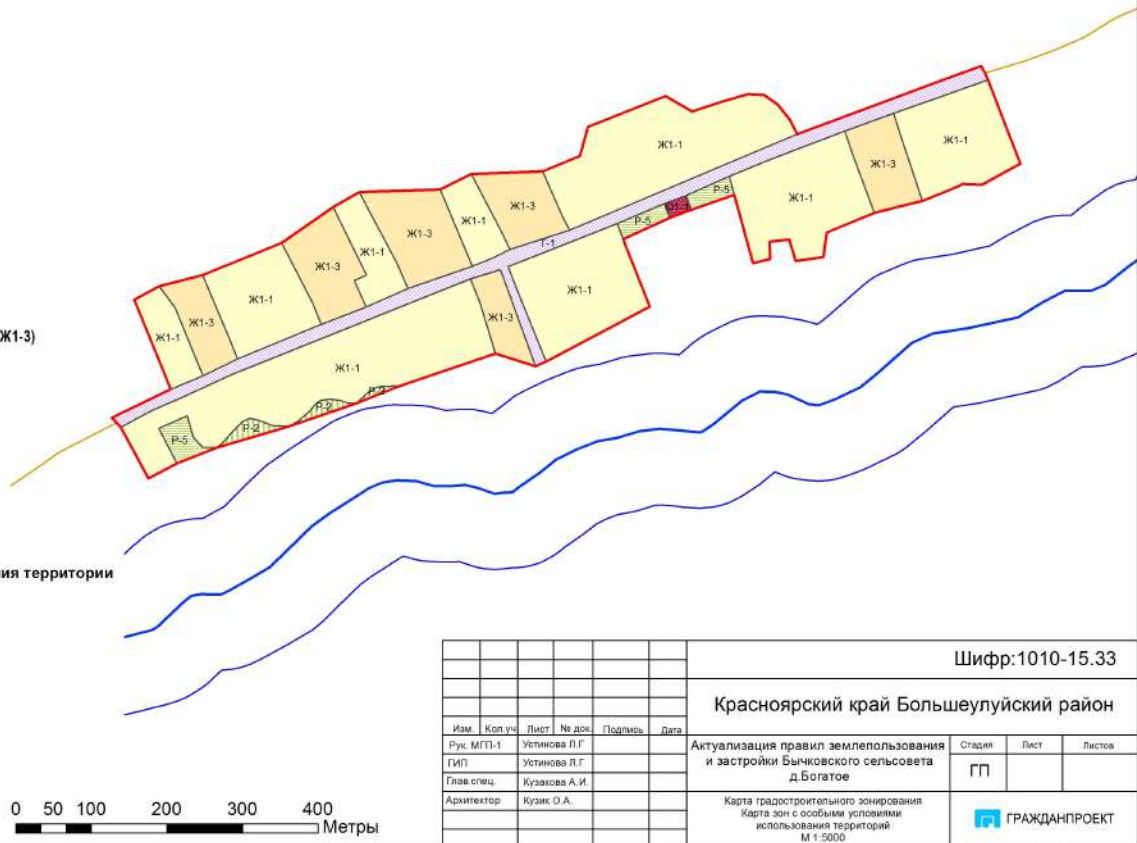 Ж1-1
Ж1-1
Ж1-3
Ж1-1
Р-5
Ж1-3
Р-5
Ж1-1
Ж1-1
Ж1-3
Т-1
Ж1-3
Ж1-1
Ж1-3
Ж1-1
Ж1-1
Ж1-3
Ж1-3
Ж1-1
Ж1-1
Р-2
Р-2
Р-2
Р-5
Ж1-3)
ия территории
Шифр:1010-15.33
Красноярский край Большеулуйский район
Изм. Кол.уч Лист № док. Подпись Дата
Рук. МГП-1 Устинова Л.Г
ГИП Устинова Л.Г
Глав.спец. Кузакова А.И.
Архитектор Кузик О.А.
Актуализация правил землепользования
и застройки Бычковского сельсовета
д.Богатое
Стадия Лист Листов
ГП
Карта градостроительного зонирования
Карта зон с особыми условиями
использования территорий
М 1:5000
ГРАЖДАНПРОЕКТ
0 50 100 200 300 400
Метры